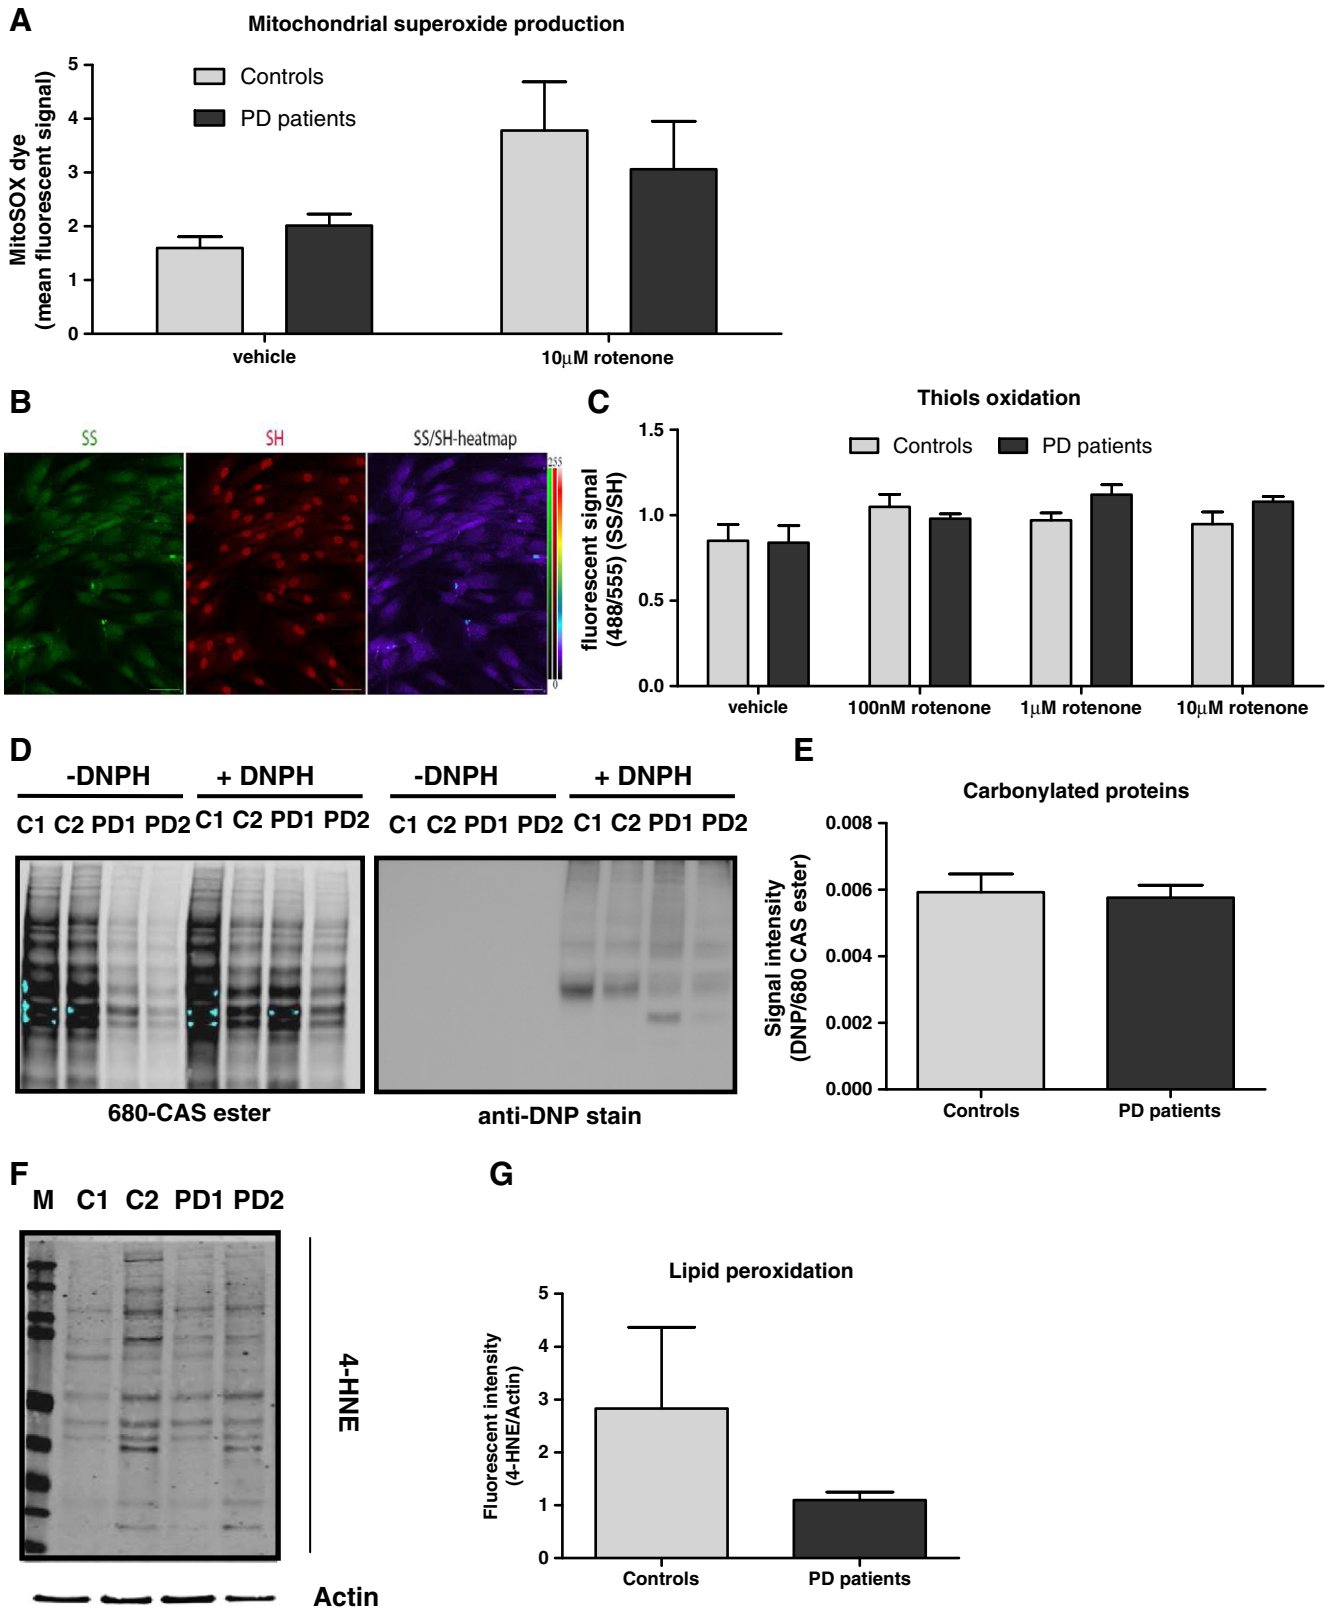 A
Mitochondrial superoxide production
MitoSOX dye
(mean fluorescent signal)
5
4
3
2
1
0
Controls
PD patients
vehicle
10μM rotenone
B
SS
SH
SS/SH-heatmap
255
0
C
Thiols oxidation
fluorescent signal
(488/555) (SS/SH)
1.5
1.0
0.5
0.0
Controls
PD patients
vehicle
100nM rotenone
1μM rotenone
10μM rotenone
D
-DNPH
+ DNPH
-DNPH
+ DNPH
C1 C2 PD1 PD2
C1 C2 PD1 PD2
C1 C2 PD1 PD2
C1 C2 PD1 PD2
680-CAS ester
anti-DNP stain
E
Carbonylated proteins
Signal intensity
(DNP/680 CAS ester)
0.008
0.006
0.004
0.002
0.000
Controls
PD patients
F
M C1 C2 PD1 PD2
4-HNE
Actin
G
Lipid peroxidation
Fluorescent intensity
(4-HNE/Actin)
5
4
3
2
1
0
Controls
PD patients